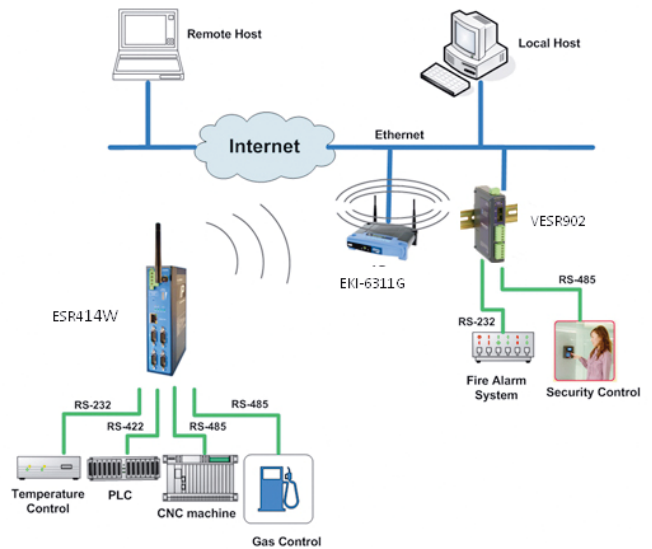 Remote Host
Local Host
Internet
Ethernet
VESR902
EKI-6311G
ESR414W
RS-485
RS-232
Fire Alarm
System
Security Control
RS-232
RS-422
RS-485
RS-485
Temperature
Control
PLC
CNC machine
Gas Control